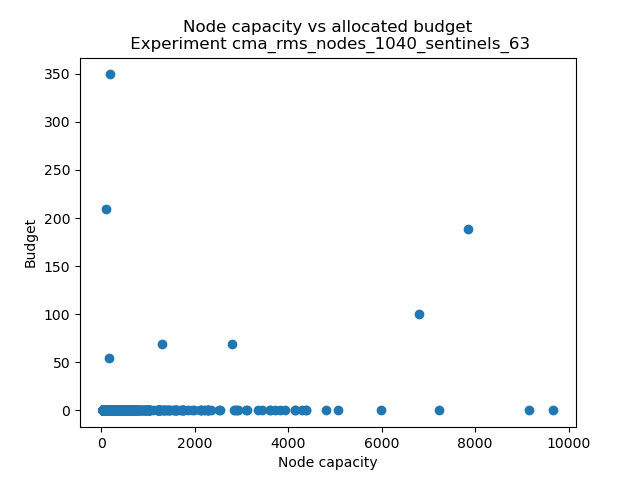 Node capacity vs allocated budget
Experiment cma_rms_nodes_1040_sentinels_63
350
300
250
200
150
100
50
0
Budget
0 2000 4000 6000 8000 10000
Node capacity